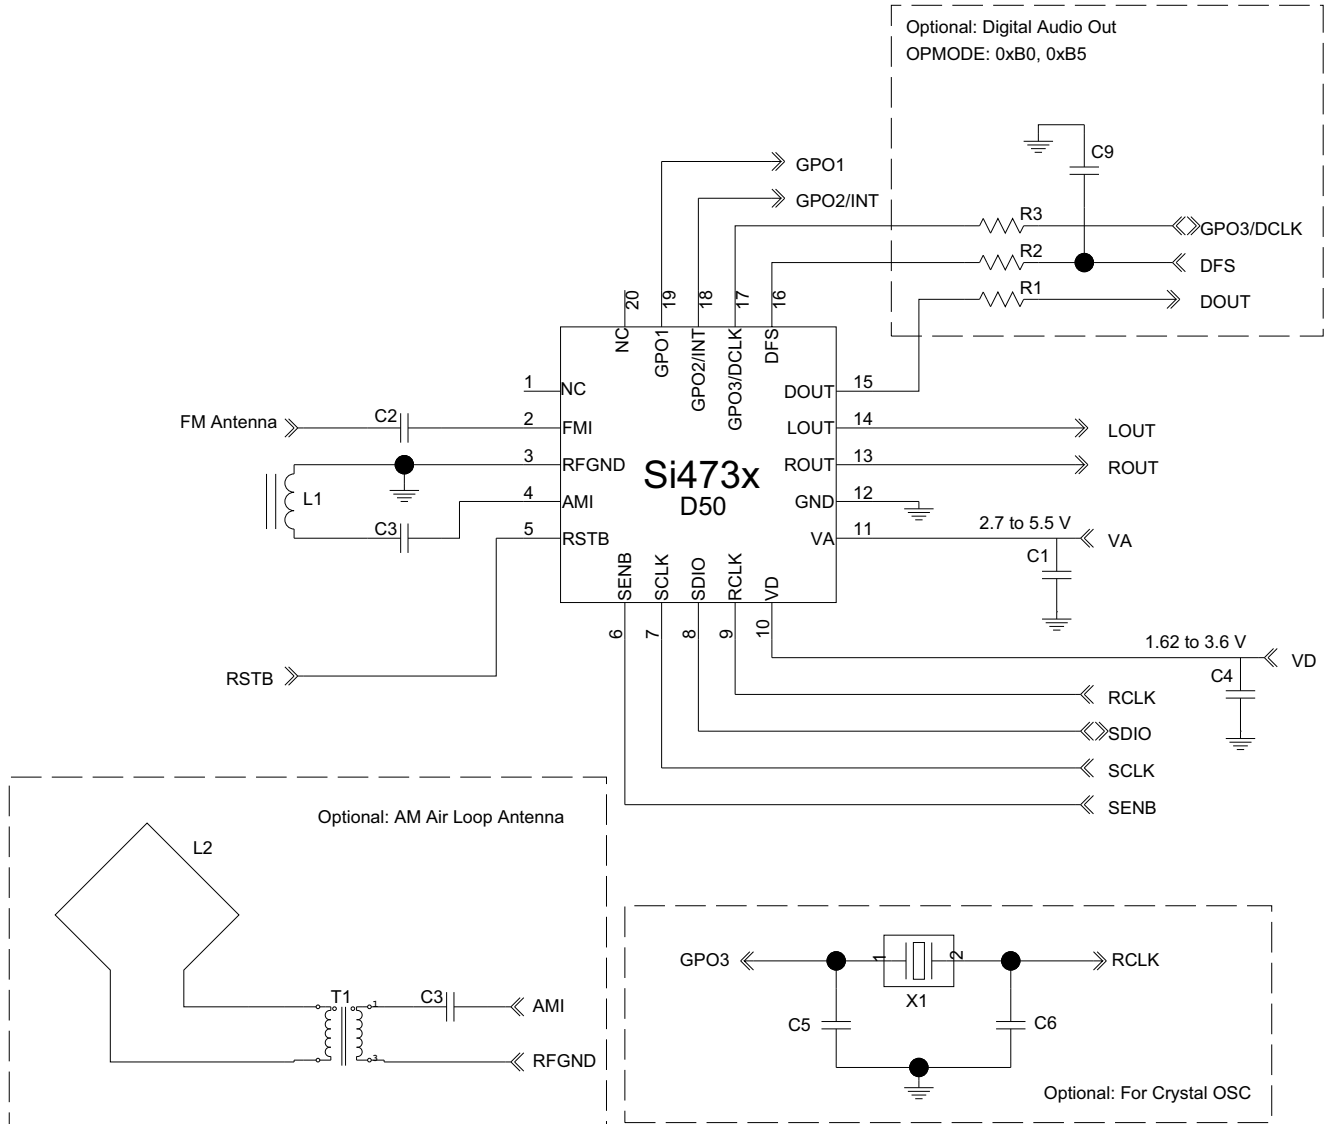 Optional: Digital Audio Out
OPMODE: 0xB0, 0xB5
C9
GPO1
GPO2/INT
R3
GPO3/DCLK
R2
DFS
R1
DOUT
20
19
18
17
16
NC
GPO1
GPO2/INT
GPO3/DCLK
DFS
1
NC
DOUT
15
FM Antenna
C2
2
FMI
LOUT
14
LOUT
3
RFGND
ROUT
13
ROUT
Si473x
D50
L1
4
AMI
GND
12
C3
5
RSTB
VA
11
2.7 to 5.5 V
VA
C1
SENB
SCLK
SDIO
RCLK
VD
6
7
8
9
10
1.62 to 3.6 V
VD
C4
RSTB
RCLK
SDIO
SCLK
SENB
Optional: AM Air Loop Antenna
L2
T1
1
C3
AMI
3
RFGND
GPO3
1
2
RCLK
X1
C5
C6
Optional: For Crystal OSC